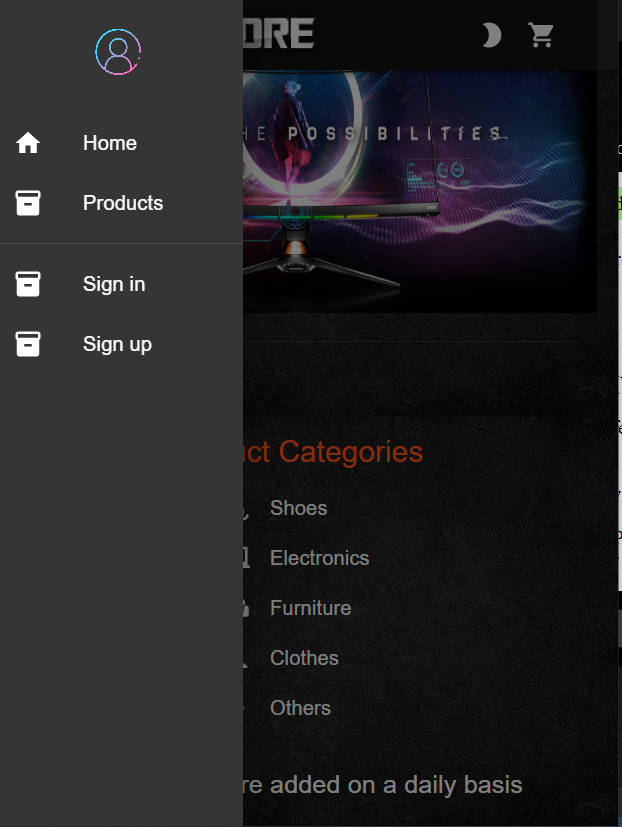 ORE
HE POSSIBILITIES
Home
Products
Sign in
Sign up
uct Categories
Shoes
Electronics
Furniture
Clothes
Others
re added on a daily basis